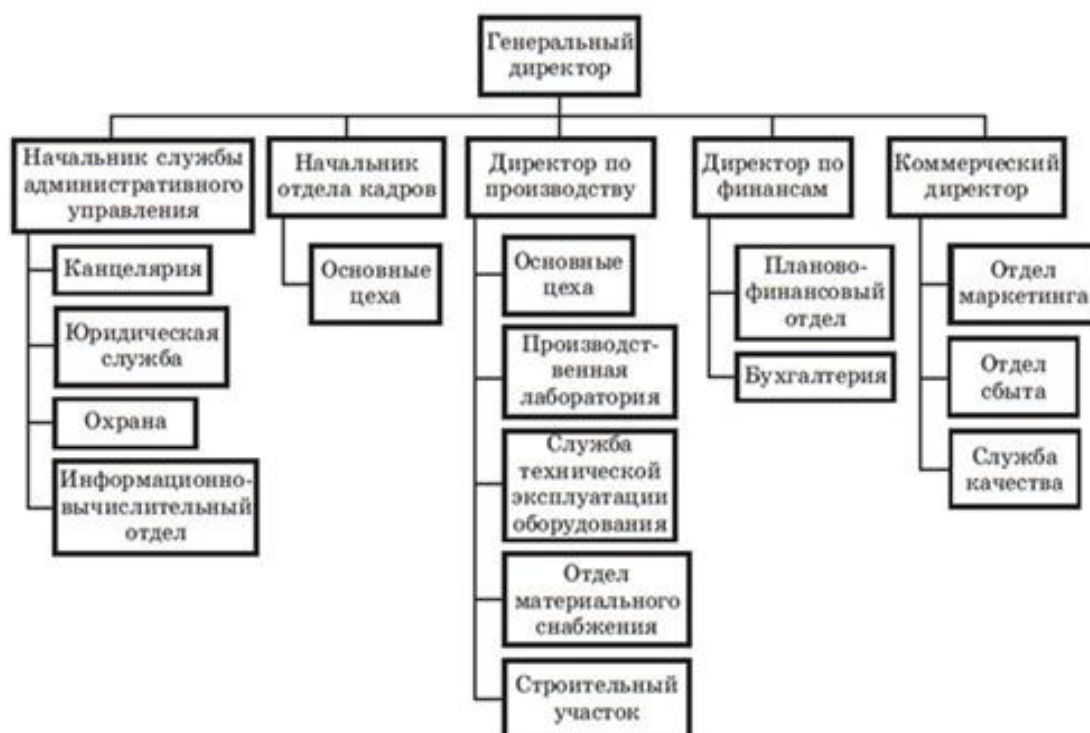 Генеральный
директор
Начальник службы
административного
управления
Начальник
отдела кадров
Директор по
производству
Директор по
финансам
Коммерческий
директор
Канцелярия
Юридическая
служба
Охрана
Информационно-
вычислительный
отдел
Основные
цеха
Основные
цеха
Производст-
венная
лаборатория
Служба
технической
эксплуатации
оборудования
Отдел
материального
снабжения
Строительный
участок
Планово-
финансовый
отдел
Бухгалтерия
Отдел
маркетинга
Отдел
сбыта
Служба
качества